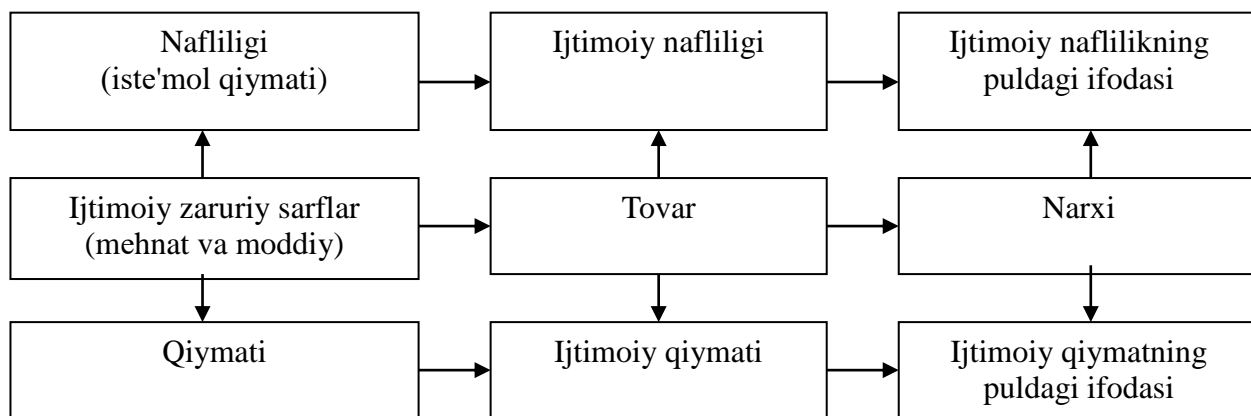 Nafliligi
(iste'mol qiymati)
Ijtimoiy nafliligi
Ijtimoiy naflilikning
puldagi ifodasi
Ijtimoiy zaruriy sarflar
(mehnat va moddiy)
Tovar
Narxi
Qiymati
Ijtimoiy qiymati
Ijtimoiy qiymatning
puldagi ifodasi